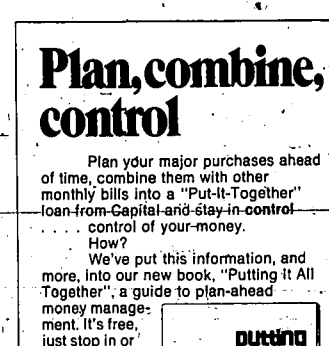 Plan, combine,
control
Plan your major purchases ahead
of time, combine them with other
monthly bills into a "Put-It-Together"
loan from Capital and stay in control
. . . . control of your money.
How?
We've put this information, and
more, into our new book, "Putting It All
Together", a guide to plan-ahead
money manage-
ment. It's free,
just stop in or
putting